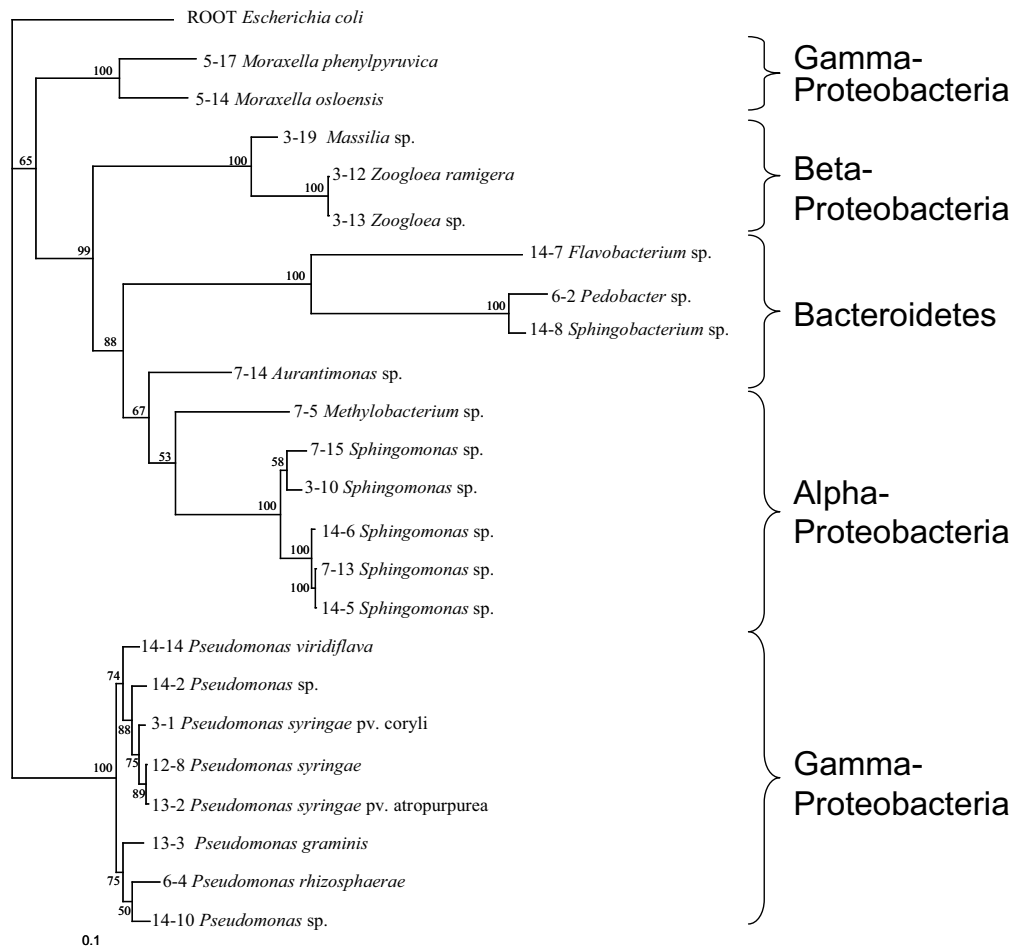 ROOT Escherichia coli
5-17 Moraxella phenylpyruvica
100
5-14 Moraxella osloensis
Gamma-
Proteobacteria
65
3-19 Massilia sp.
100
3-12 Zoogloea ramigera
100
3-13 Zoogloea sp.
Beta-
Proteobacteria
99
14-7 Flavobacterium sp.
100
6-2 Pedobacter sp.
100
14-8 Sphingobacterium sp.
Bacteroidetes
88
7-14 Aurantimonas sp.
67
7-5 Methylobacterium sp.
53
7-15 Sphingomonas sp.
58
3-10 Sphingomonas sp.
100
14-6 Sphingomonas sp.
100
7-13 Sphingomonas sp.
100
14-5 Sphingomonas sp.
Alpha-
Proteobacteria
14-14 Pseudomonas viridiflava
74
14-2 Pseudomonas sp.
88
3-1 Pseudomonas syringae pv. coryli
75
12-8 Pseudomonas syringae
89
13-2 Pseudomonas syringae pv. atropurpurea
100
13-3 Pseudomonas graminis
75
6-4 Pseudomonas rhizosphaerae
50
14-10 Pseudomonas sp.
Gamma-
Proteobacteria
0.1